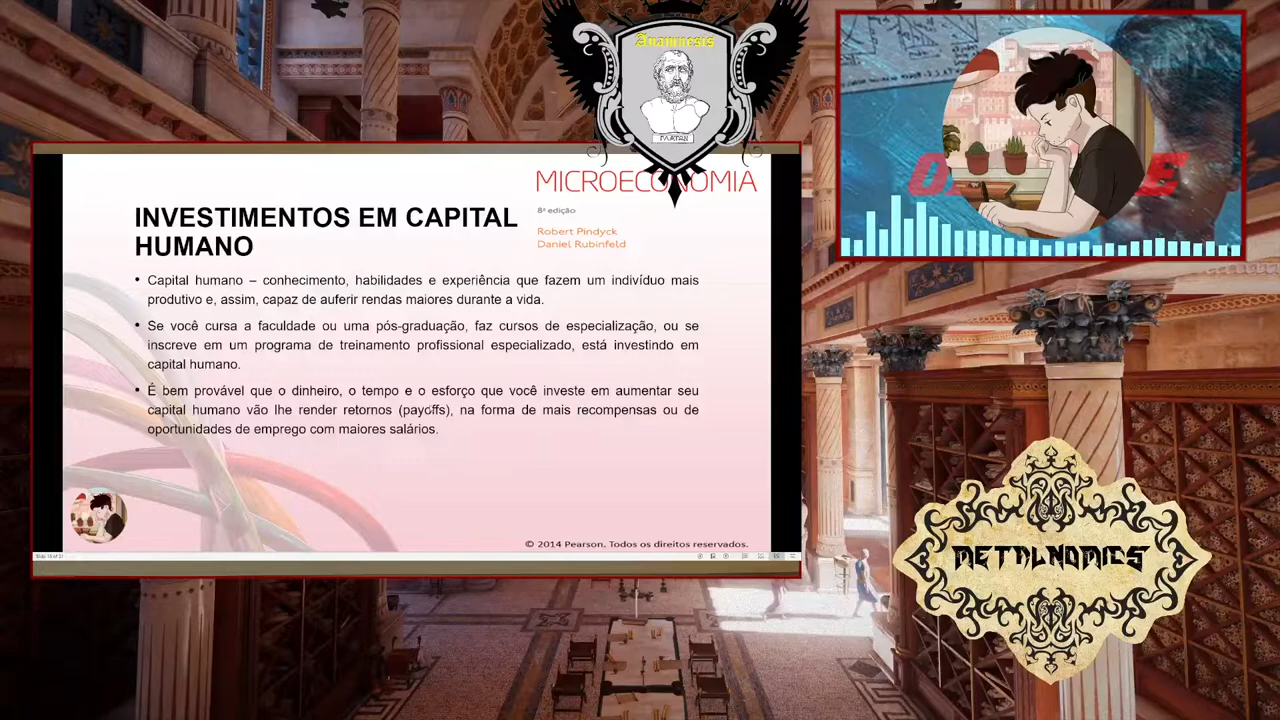 Anamnesis
PLATÃO
MICROECONOMIA
8ª edição
Robert Pindyck
Daniel Rubinfeld
INVESTIMENTOS EM CAPITAL
HUMANO
• Capital humano – conhecimento, habilidades e experiência que fazem um indivíduo mais
produtivo e, assim, capaz de auferir rendas maiores durante a vida.
• Se você cursa a faculdade ou uma pós-graduação, faz cursos de especialização, ou se
inscreve em um programa de treinamento profissional especializado, está investindo em
capital humano.
• É bem provável que o dinheiro, o tempo e o esforço que você investe em aumentar seu
capital humano vão lhe render retornos (payoffs), na forma de mais recompensas ou de
oportunidades de emprego com maiores salários.
© 2014 Pearson. Todos os direitos reservados.
METALNOMICS